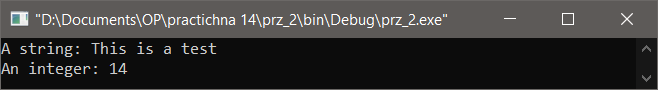 "D:\Documents\OP\practichna 14\prz_2\bin\Debug\prz_2.exe"
A string: This is a test
An integer: 14